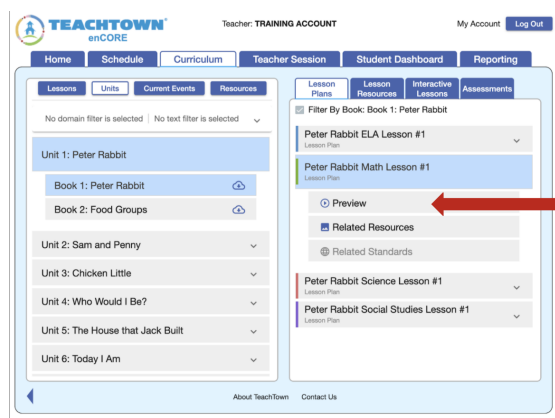 TEACHTOWN®
enCORE
Teacher: TRAINING ACCOUNT
My Account
Log Out
Home
Schedule
Curriculum
Teacher Session
Student Dashboard
Reporting
Lessons
Units
Current Events
Resources
No domain filter is selected
No text filter is selected
Unit 1: Peter Rabbit
Book 1: Peter Rabbit
Book 2: Food Groups
Unit 2: Sam and Penny
Unit 3: Chicken Little
Unit 4: Who Would I Be?
Unit 5: The House that Jack Built
Unit 6: Today I Am
Lesson
Plans
Lesson
Resources
Interactive
Lessons
Assessments
Filter By Book: Book 1: Peter Rabbit
Peter Rabbit ELA Lesson #1
Lesson Plan
Peter Rabbit Math Lesson #1
Lesson Plan
Preview
Related Resources
Related Standards
Peter Rabbit Science Lesson #1
Lesson Plan
Peter Rabbit Social Studies Lesson #1
Lesson Plan
About TeachTown
Contact Us